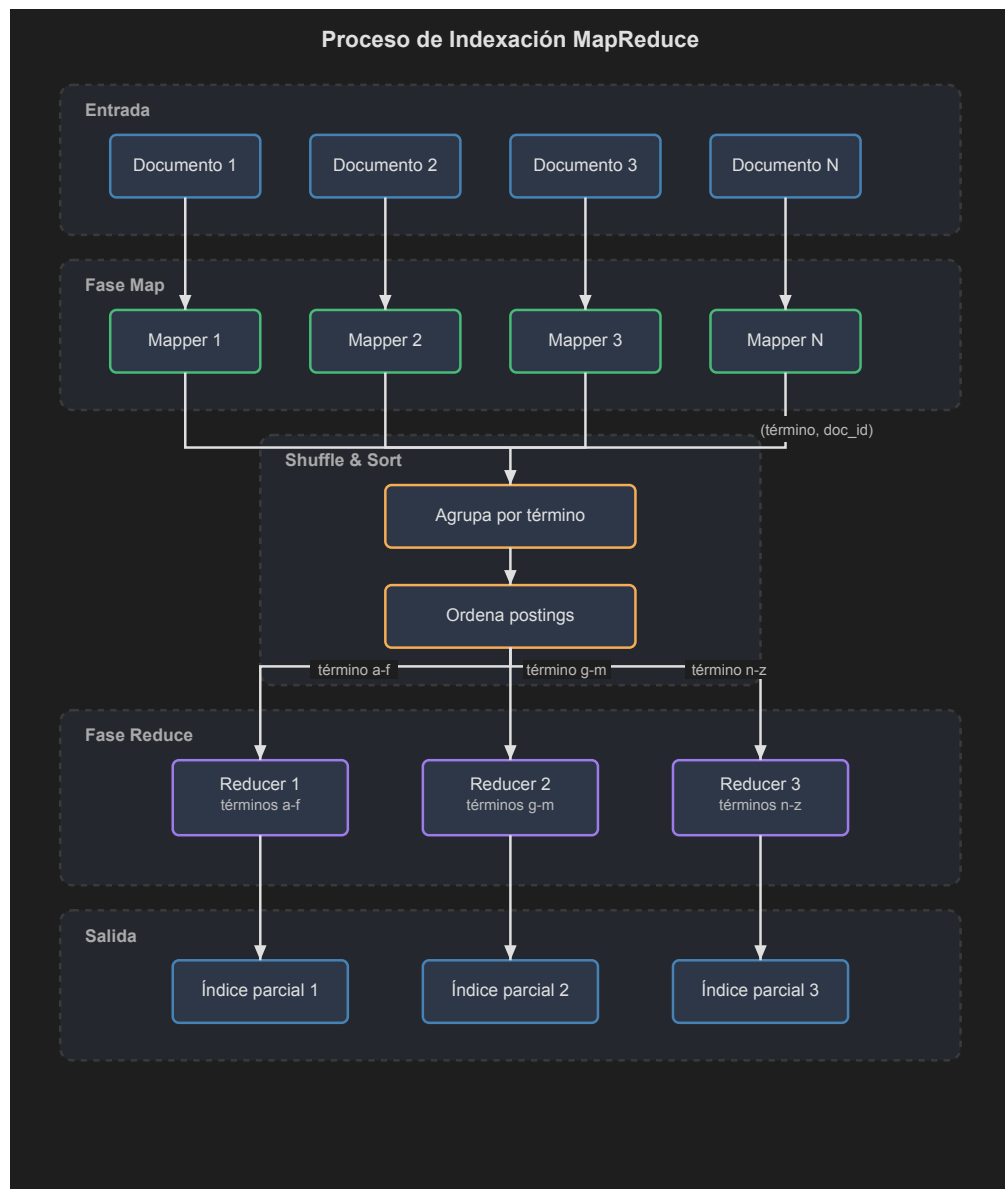 Proceso de Indexación MapReduce
Entrada
Documento 1
Documento 2
Documento 3
Documento N
Fase Map
Mapper 1
Mapper 2
Mapper 3
Mapper N
(término, doc_id)
Shuffle & Sort
Agrupa por término
Ordena postings
término a-f
término g-m
término n-z
Fase Reduce
Reducer 1
términos a-f
Reducer 2
términos g-m
Reducer 3
términos n-z
Salida
Índice parcial 1
Índice parcial 2
Índice parcial 3